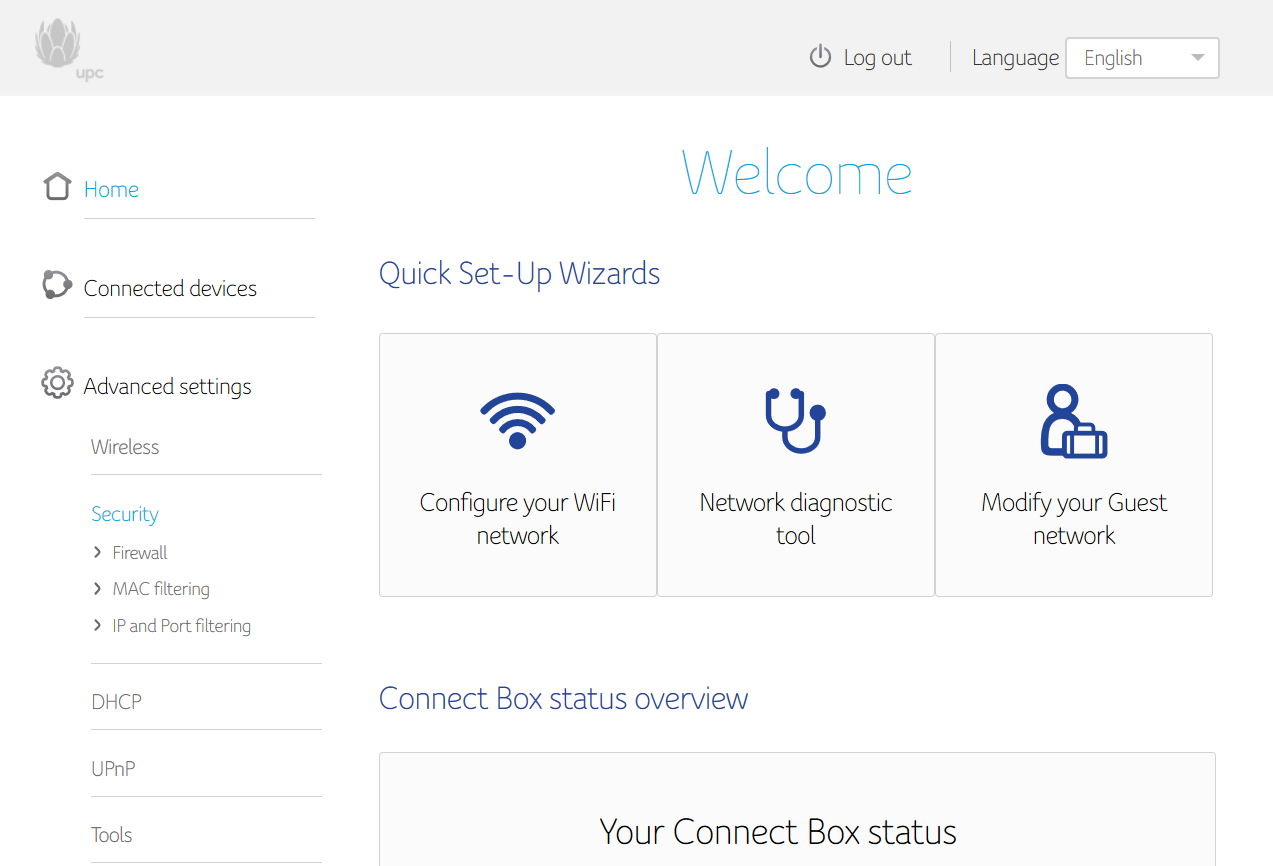 upc
Log out
Language
English
Home
Connected devices
Advanced settings
Wireless
Security
Firewall
MAC filtering
IP and Port filtering
DHCP
UPnP
Tools
Welcome
Quick Set-Up Wizards
Configure your WiFi
network
Network diagnostic
tool
Modify your Guest
network
Connect Box status overview
Your Connect Box status